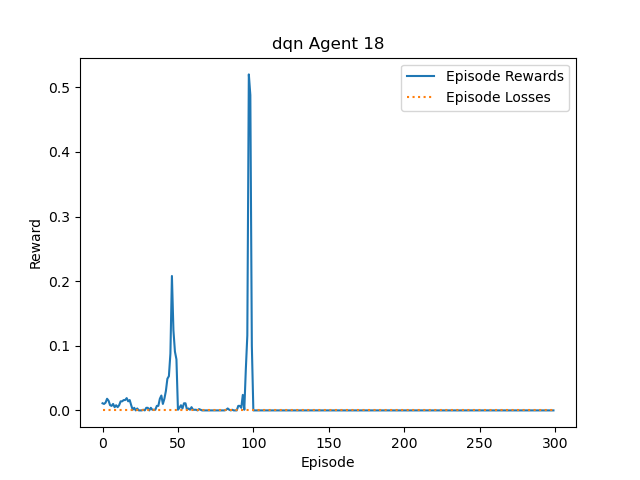 dqn Agent 18
Episode Rewards
Episode Losses
0.5
0.4
0.3
0.2
0.1
0.0
Reward
0 50 100 150 200 250 300
Episode